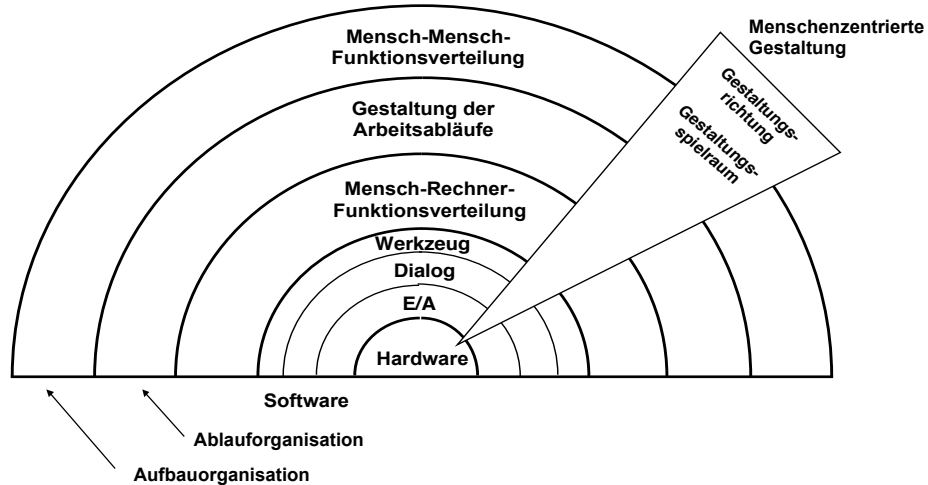 Menschenzentrierte
Gestaltung
Mensch-Mensch-
Funktionsverteilung
Gestaltungs-
richtung
Gestaltungs-
spielraum
Gestaltung der
Arbeitsabläufe
Mensch-Rechner-
Funktionsverteilung
Werkzeug
Dialog
E/A
Hardware
Software
Ablauforganisation
Aufbauorganisation